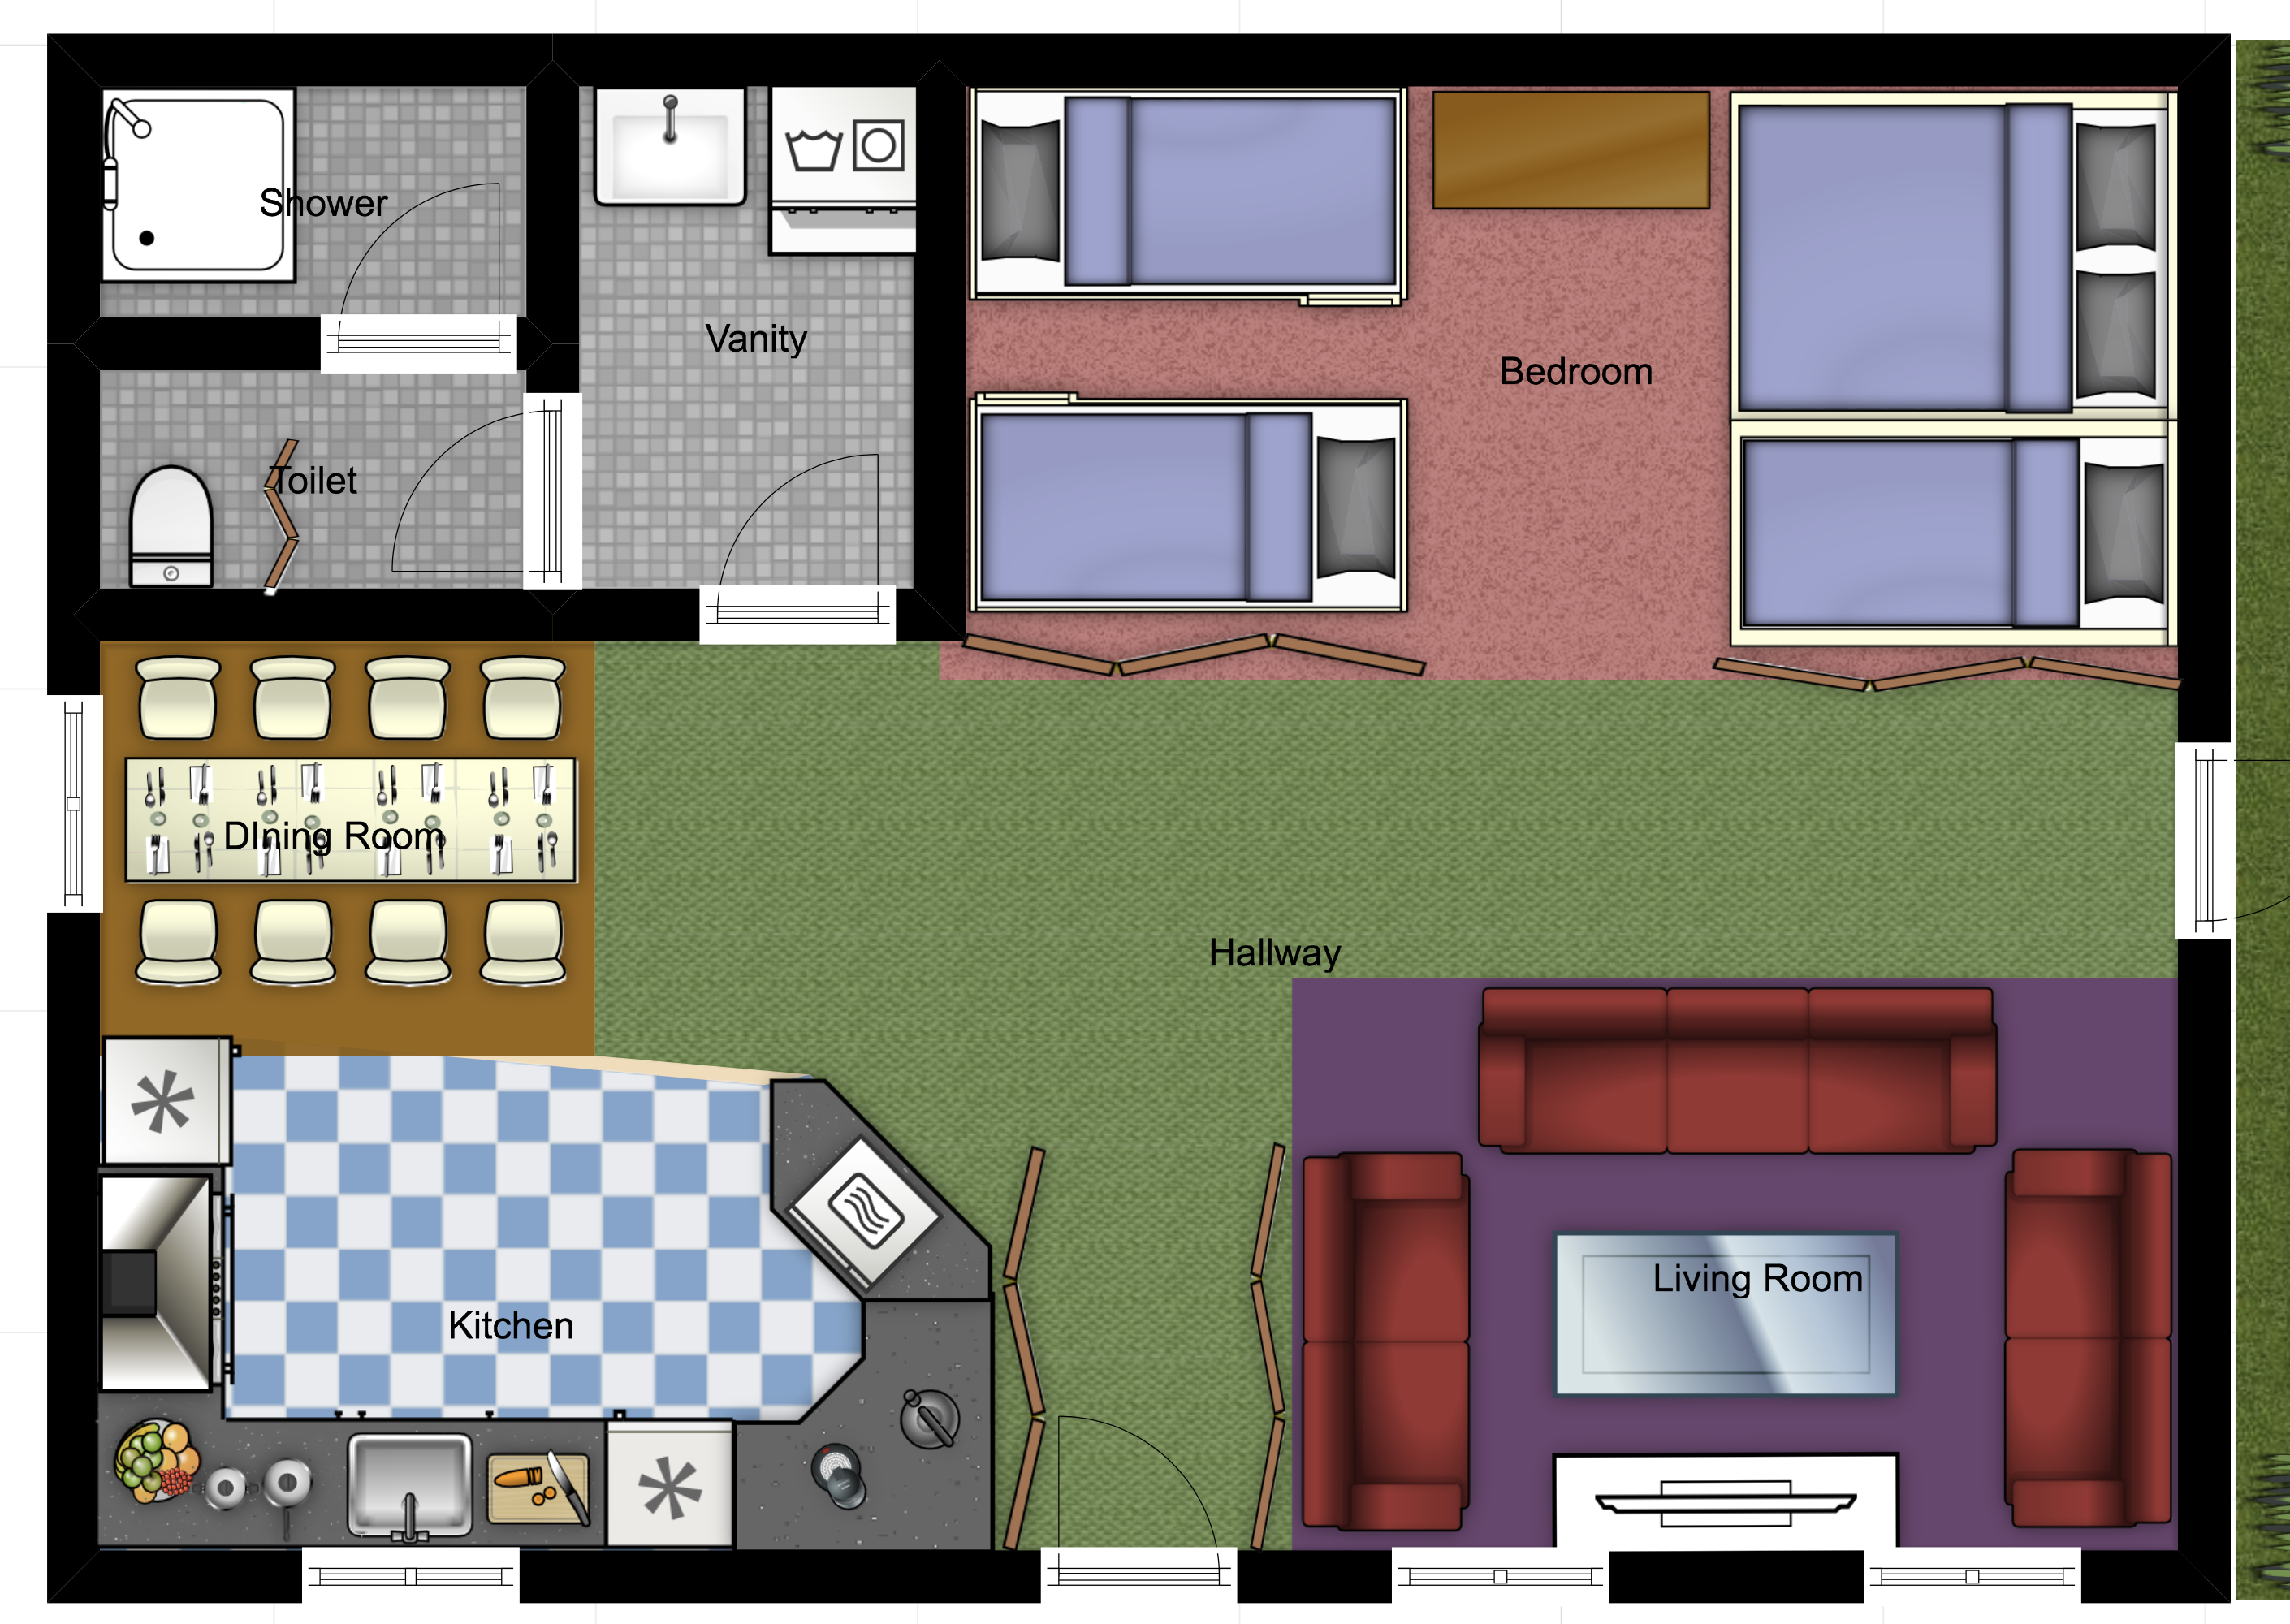 Shower
Vanity
Bedroom
Toilet
DIning Room
Hallway
Living Room
Kitchen